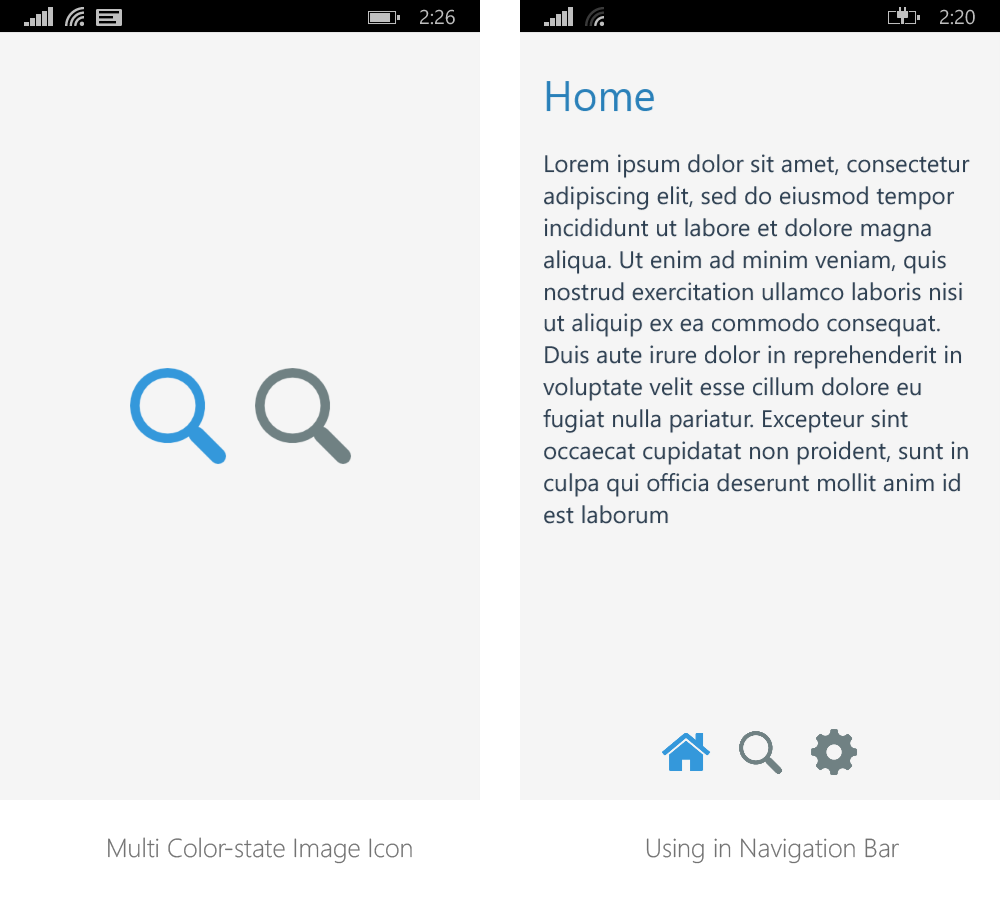 2:26
Multi Color-state Image Icon
2:20
Home
Lorem ipsum dolor sit amet, consectetur
adipiscing elit, sed do eiusmod tempor
incididunt ut labore et dolore magna
aliqua. Ut enim ad minim veniam, quis
nostrud exercitation ullamco laboris nisi
ut aliquip ex ea commodo consequat.
Duis aute irure dolor in reprehenderit in
voluptate velit esse cillum dolore eu
fugiat nulla pariatur. Excepteur sint
occaecat cupidatat non proident, sunt in
culpa qui officia deserunt mollit anim id
est laborum
Using in Navigation Bar